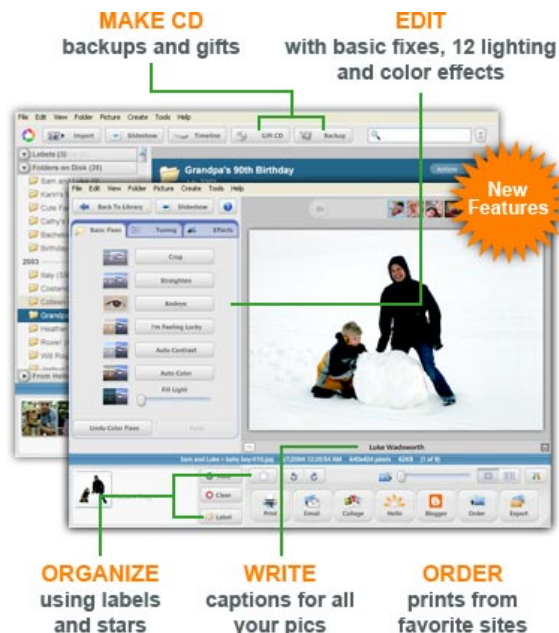 MAKE CD
backups and gifts
EDIT
with basic fixes, 12 lighting
and color effects
File Edit View Folder Picture Create Tools Help
Import Slideshow Timeline Gift CD Backup
Labels (3)
Folders on Disk (28)
Grandpa's 90th Birthday
New
Features
File Edit View Folder Picture Create Tools Help
Back To Library Slideshow
Basic Fixes Tuning Effects
Crop
Straighten
Redeye
I'm Feeling Lucky
Auto Contrast
Auto Color
Fill Light
Undo Color Fixes
2003
Luke Wadsworth
Clear
Label
Print Email Collage Hello Blogger Order Export
ORGANIZE
using labels
and stars
WRITE
captions for all
your pics
ORDER
prints from
favorite sites